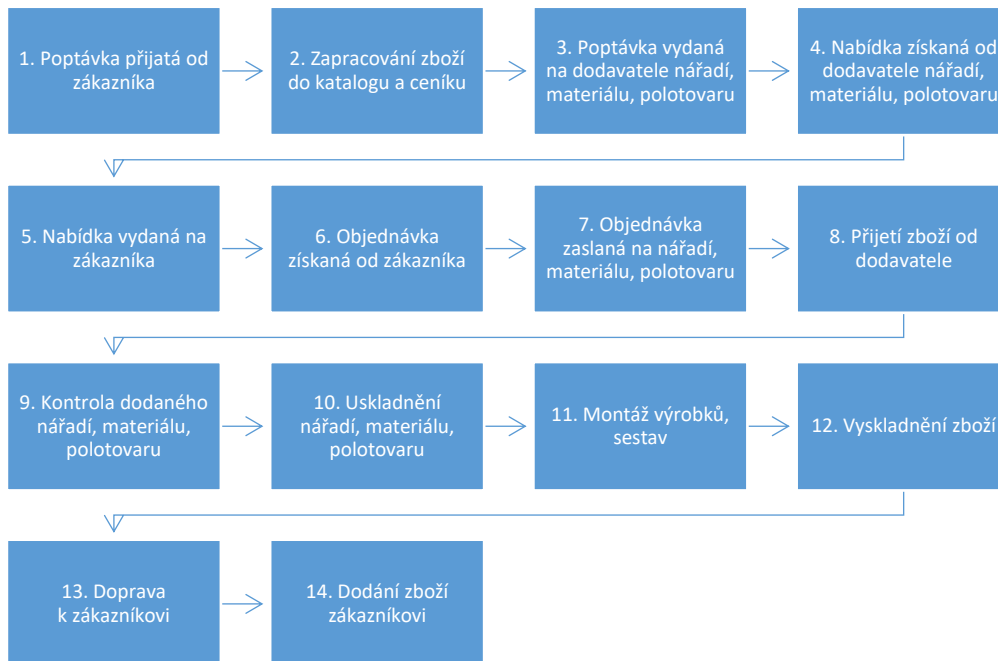 1. Poptávka přijatá od
zákazníka
2. Zapracování zboží
do katalogu a ceníku
3. Poptávka vydaná
na dodavatele nářadí,
materiálu, polotovaru
4. Nabídka získaná od
dodavatele nářadí,
materiálu, polotovaru
5. Nabídka vydaná na
zákazníka
6. Objednávka
získaná od zákazníka
7. Objednávka
zaslaná na nářadí,
materiálu, polotovaru
8. Přijetí zboží od
dodavatele
9. Kontrola dodaného
nářadí, materiálu,
polotovaru
10. Uskladnění
nářadí, materiálu,
polotovaru
11. Montáž výrobků,
sestav
12. Vyskladnění zboží
13. Doprava
k zákazníkovi
14. Dodání zboží
zákazníkovi